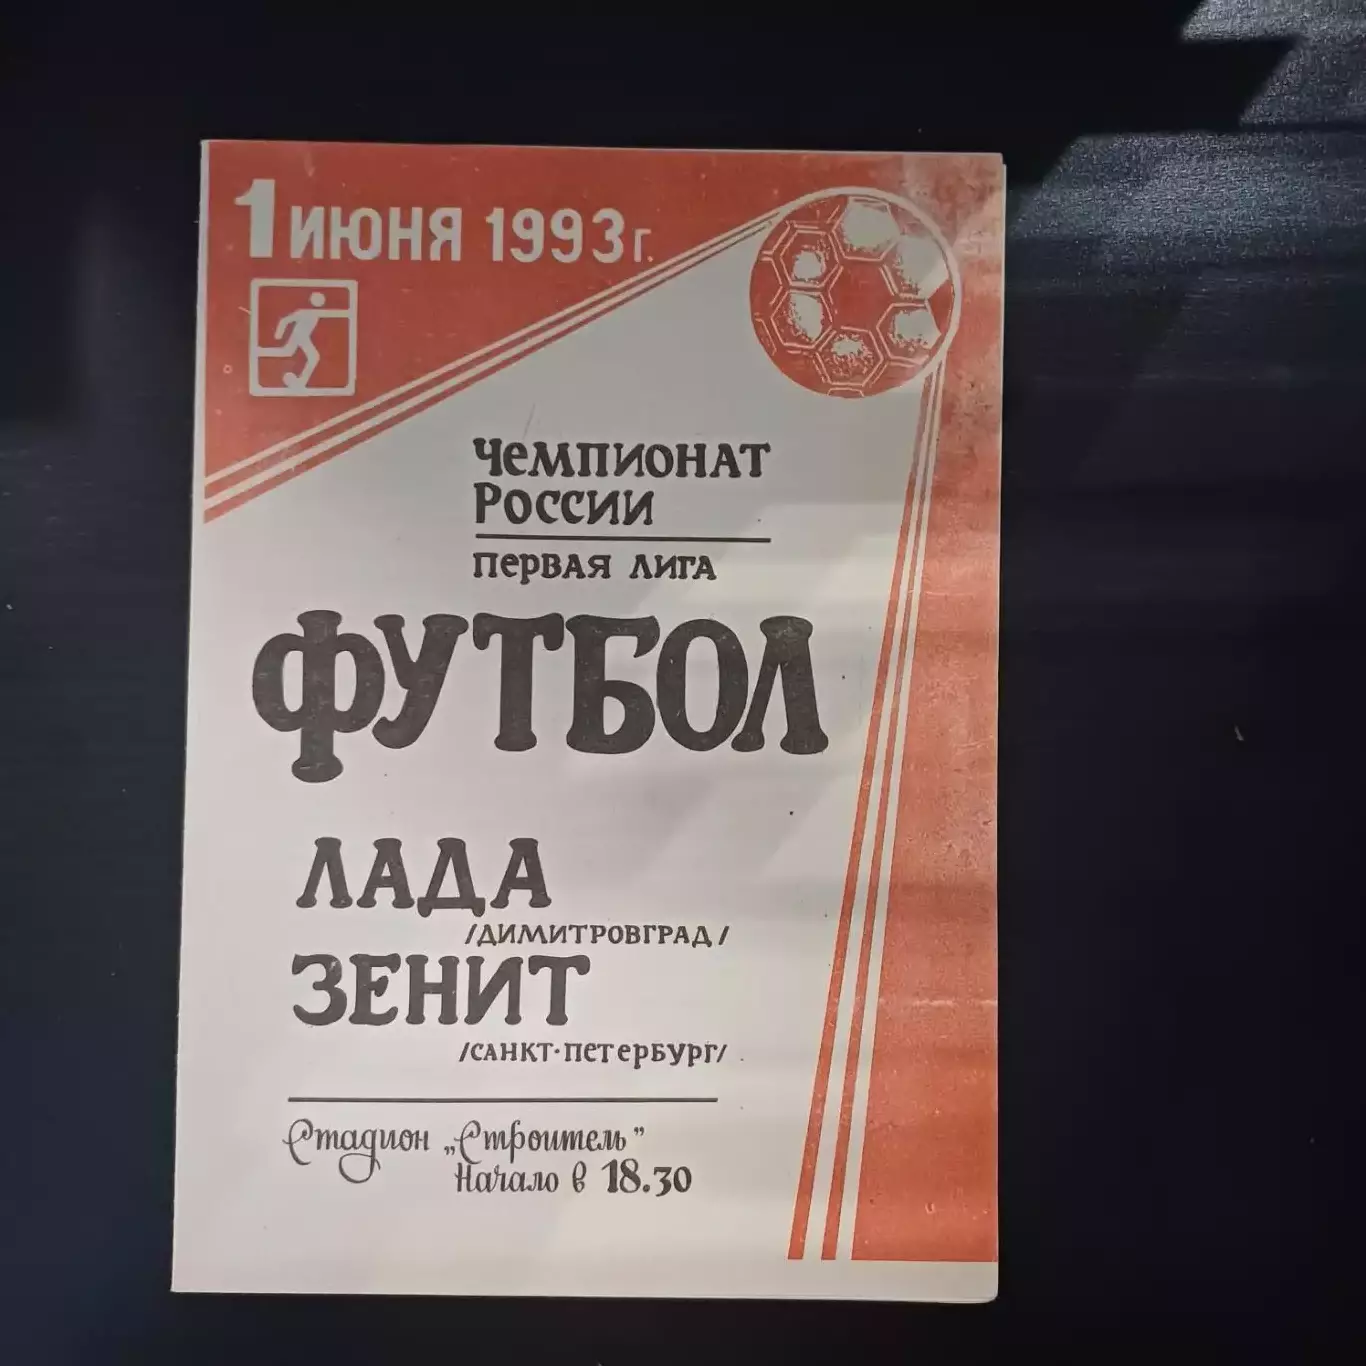 1 ИЮНЯ 1993 г.
Чемпионат
России
первая лига
ФУТБОЛ
ЛАДА
/ДИМИТРОВГРАД/
ЗЕНИТ
/САНКТ-ПЕТЕРБУРГ/
Стадион „Строитель"
Начало в 18.30